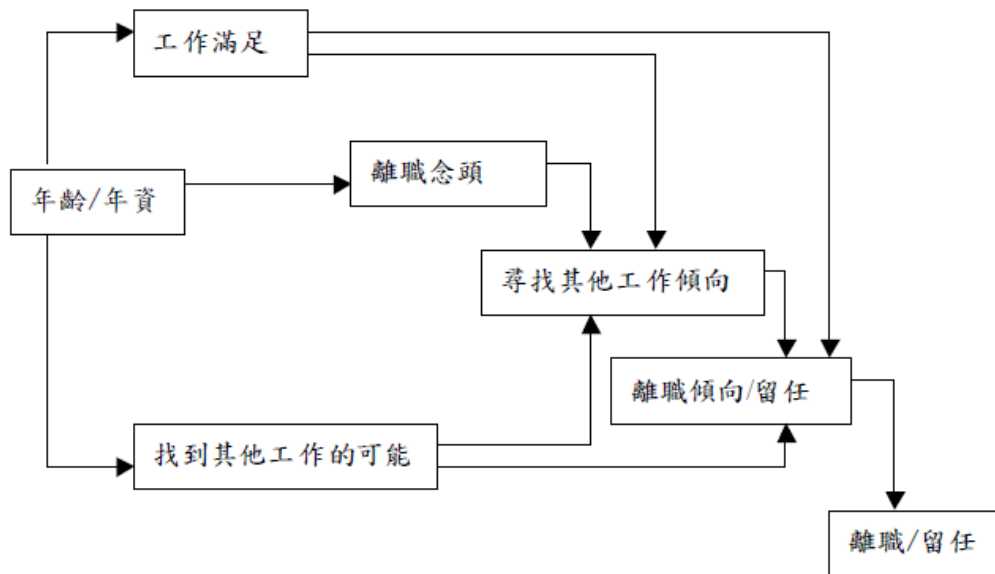 工作滿足
離職念頭
年齡/年資
尋找其他工作傾向
離職傾向/留任
找到其他工作的可能
離職/留任